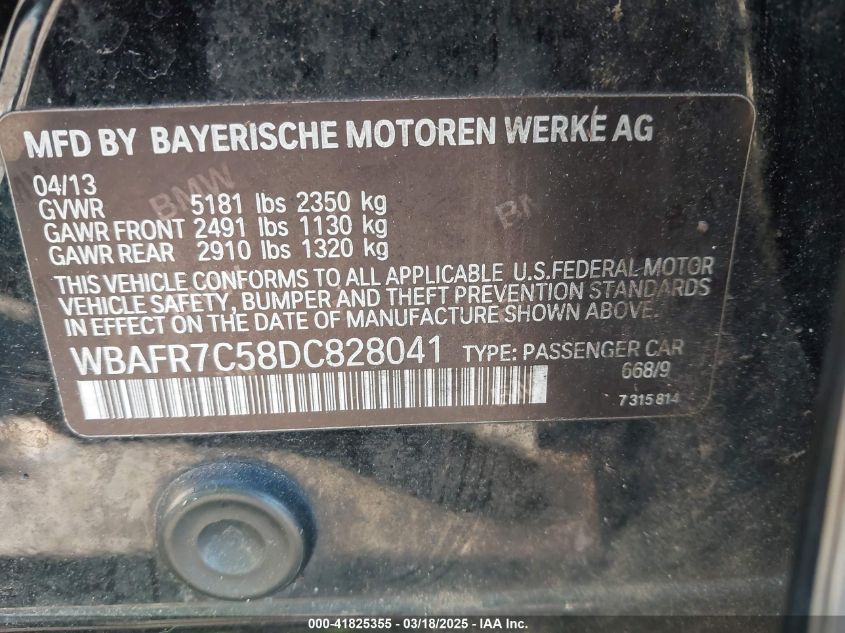 MFD BY BAYERISCHE MOTOREN WERKE AG
04/13
GVWR 5181 lbs 2350 kg
GAWR FRONT 2491 lbs 1130 kg
GAWR REAR 2910 lbs 1320 kg
THIS VEHICLE CONFORMS TO ALL APPLICABLE U.S.FEDERAL MOTOR
VEHICLE SAFETY, BUMPER AND THEFT PREVENTION STANDARDS
IN EFFECT ON THE DATE OF MANUFACTURE SHOWN ABOVE.
WBAFR7C58DC828041 TYPE: PASSENGER CAR
668/9
7 315 814
BMW
000-41825355 - 03/18/2025 - IAA Inc.